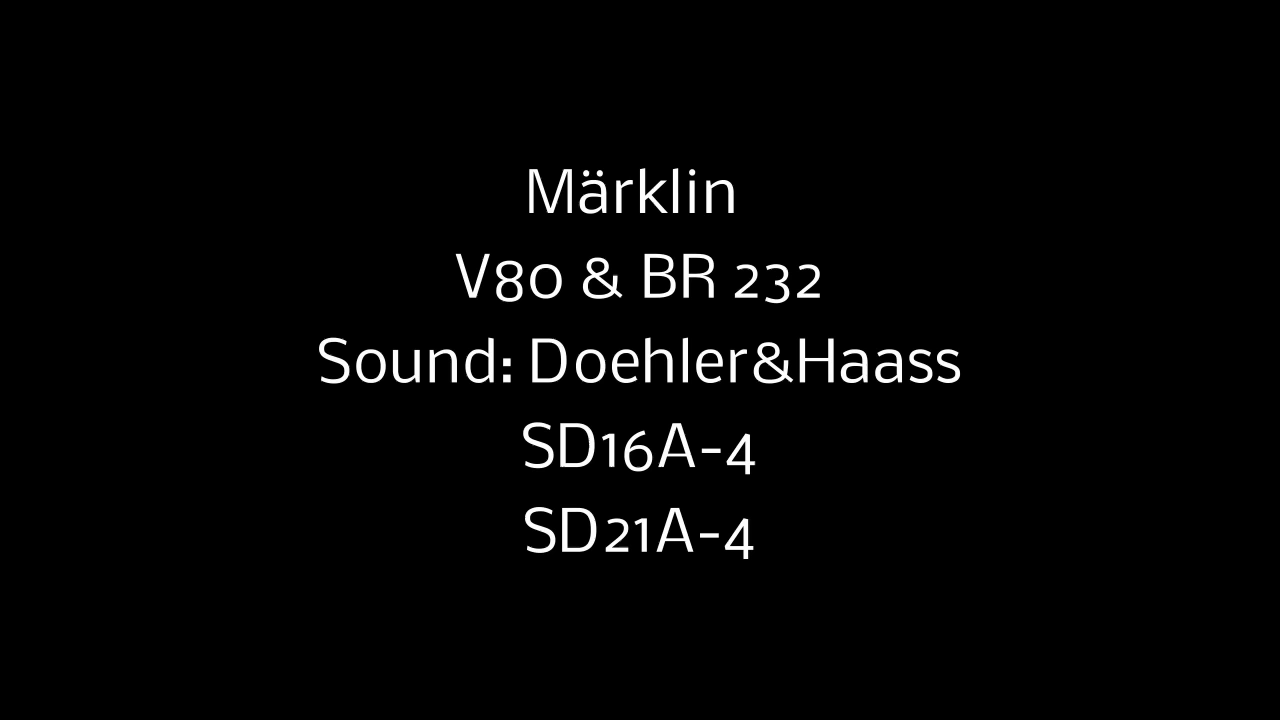 Märklin
V80 & BR 232
Sound: Doehler&Haass
SD16A-4
SD21A-4